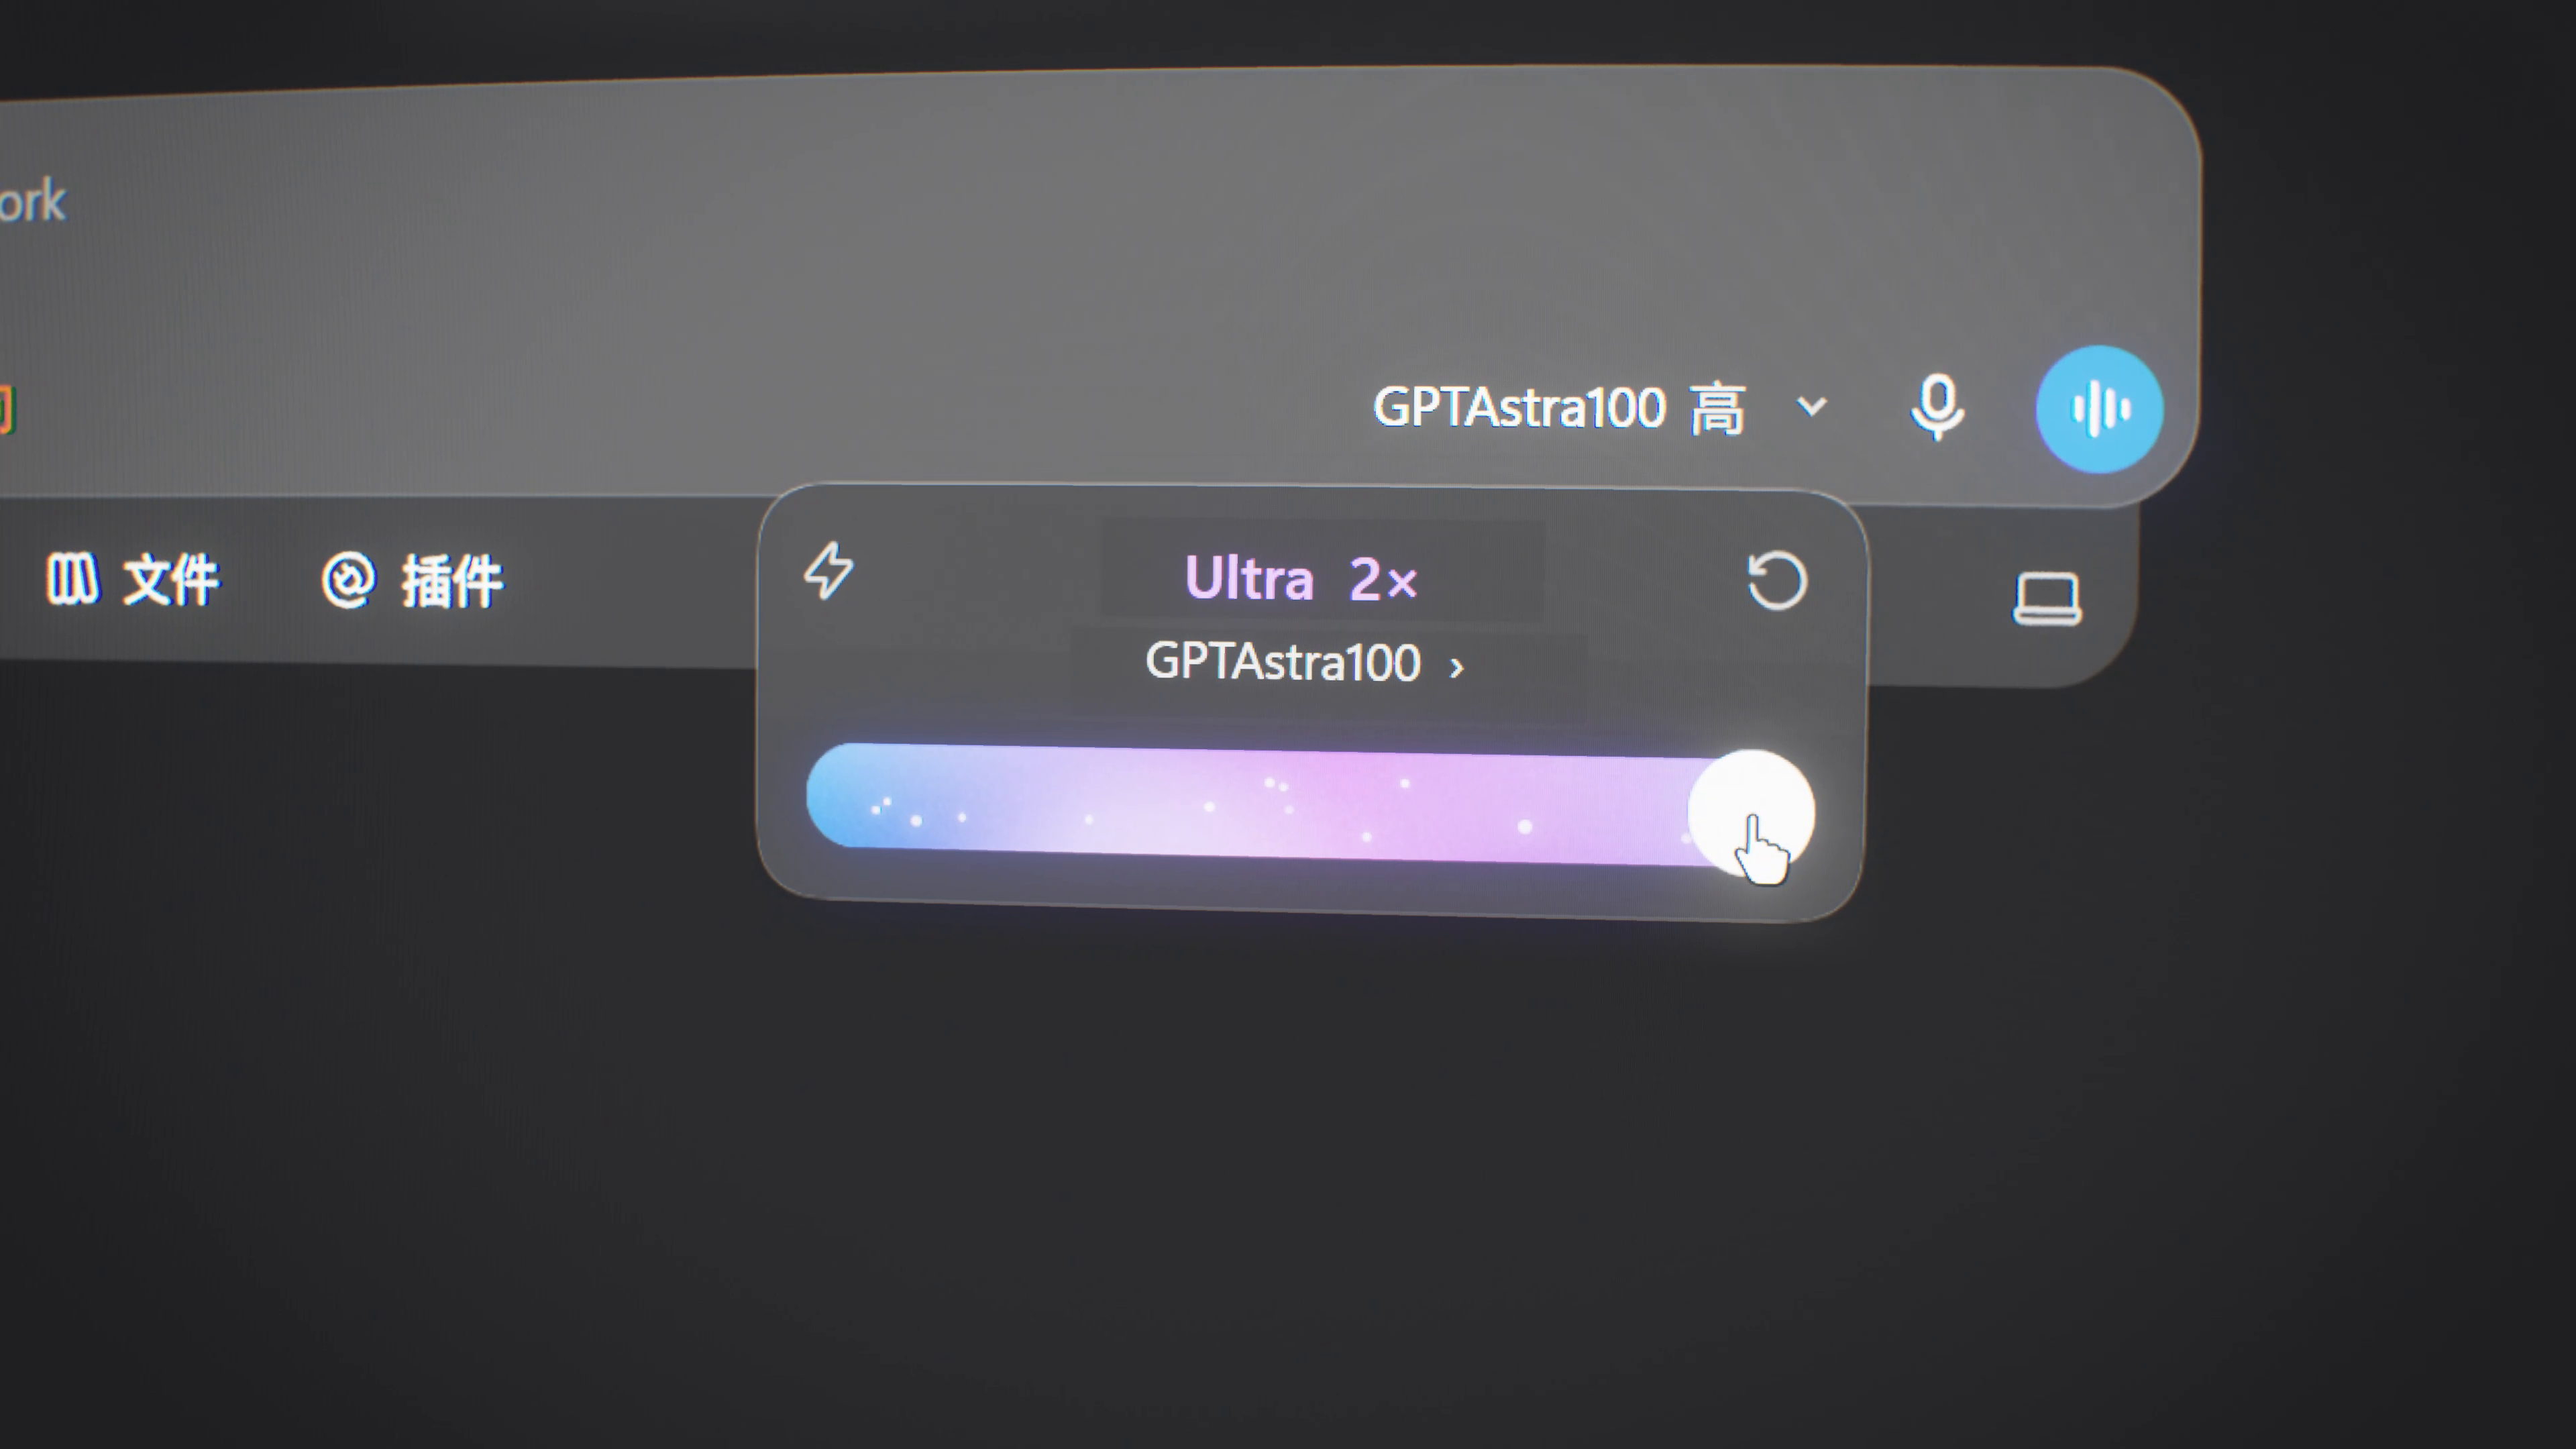 ork
GPTAstra100 高
文件 插件
Ultra 2×
GPTAstra100 ›